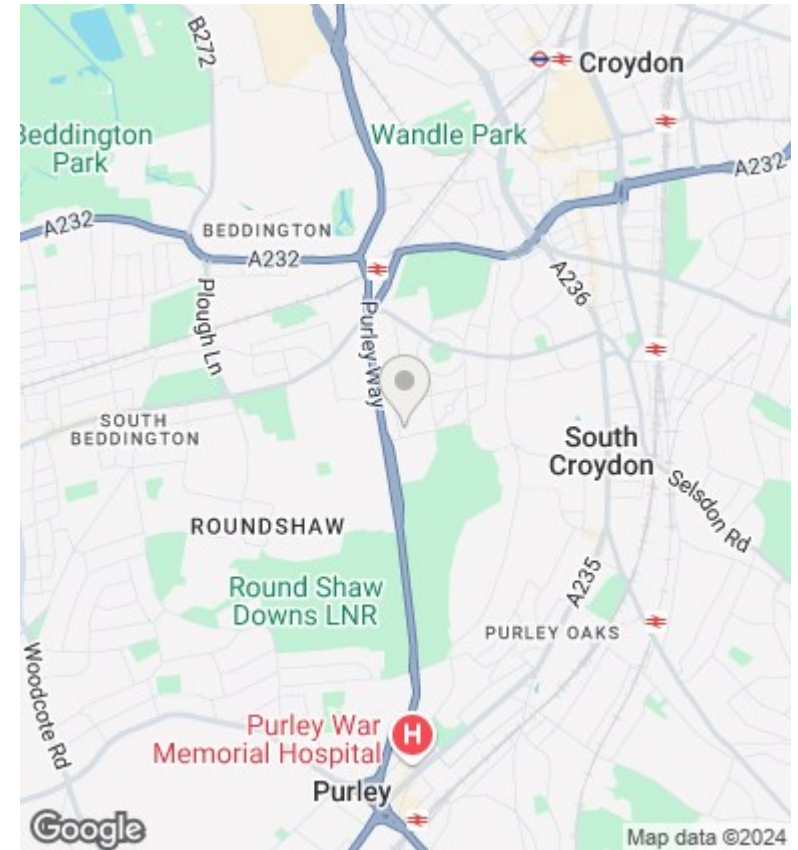 B272
Croydon
Beddington
Park
Wandle Park
A232
A232
BEDDINGTON
A232
A236
Plough Ln
Purley Way
SOUTH
BEDDINGTON
South
Croydon
Selsdon Rd
ROUNDSHAW
Round Shaw
Downs LNR
A235
PURLEY OAKS
Woodcote Rd
Purley War
Memorial Hospital
H
Purley
Google
Map data ©2024